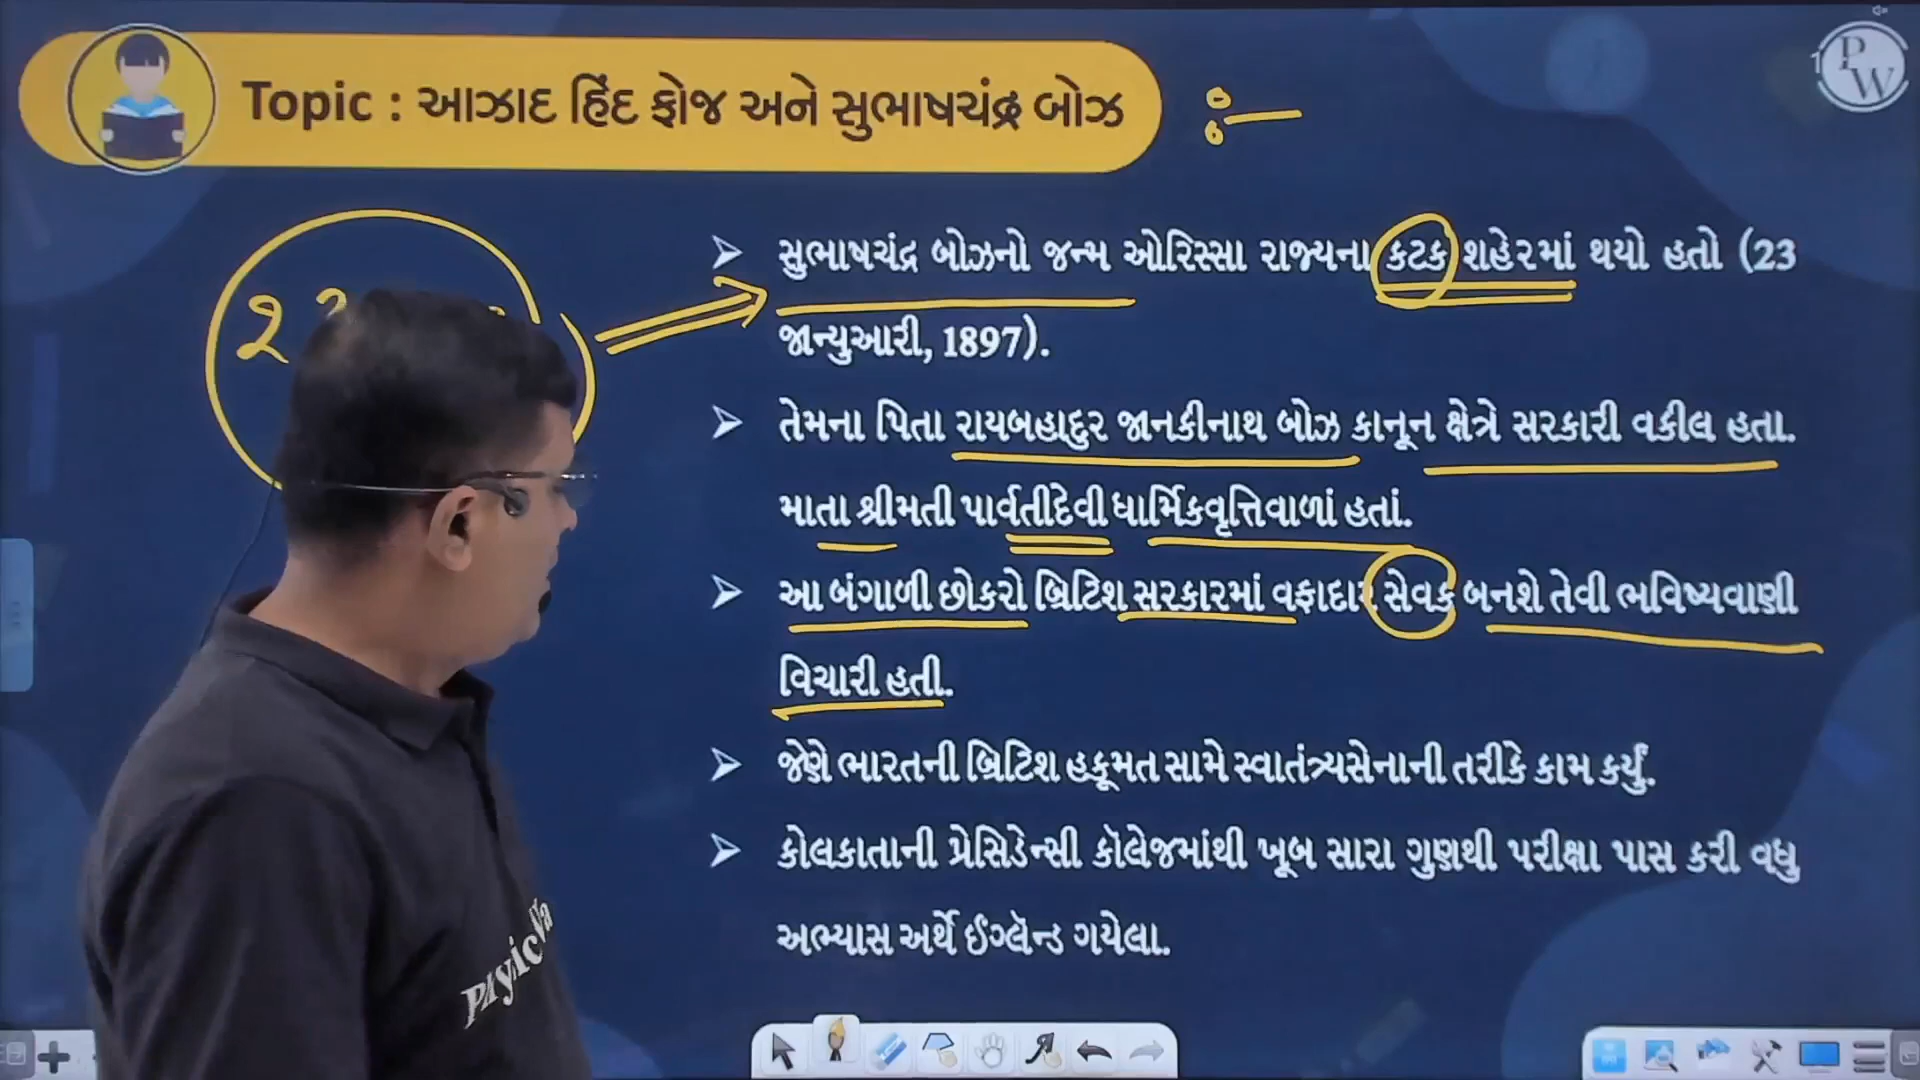 Topic : આઝાદ હિંદ ફોજ અને સુભાષચંદ્ર બોઝ
PW
સુભાષચંદ્ર બોઝનો જન્મ ઓરિસ્સા રાજ્યના કટક શહેરમાં થયો હતો (23
જાન્યુઆરી, 1897).
તેમના પિતા રાયબહાદુર જાનકીનાથ બોઝ કાનૂન ક્ષેત્રે સરકારી વકીલ હતા.
માતા શ્રીમતી પાર્વતીદેવી ધાર્મિકવૃત્તિવાળાં હતાં.
આ બંગાળી છોકરો બ્રિટિશ સરકારમાં વફાદાર સેવક બનશે તેવી ભવિષ્યવાણી
વિચારી હતી.
જેણે ભારતની બ્રિટિશ હકૂમત સામે સ્વાતંત્ર્યસેનાની તરીકે કામ કર્યું.
કોલકાતાની પ્રેસિડેન્સી કૉલેજમાંથી ખૂબ સારા ગુણથી પરીક્ષા પાસ કરી વધુ
અભ્યાસ અર્થે ઈંગ્લૅન્ડ ગયેલા.